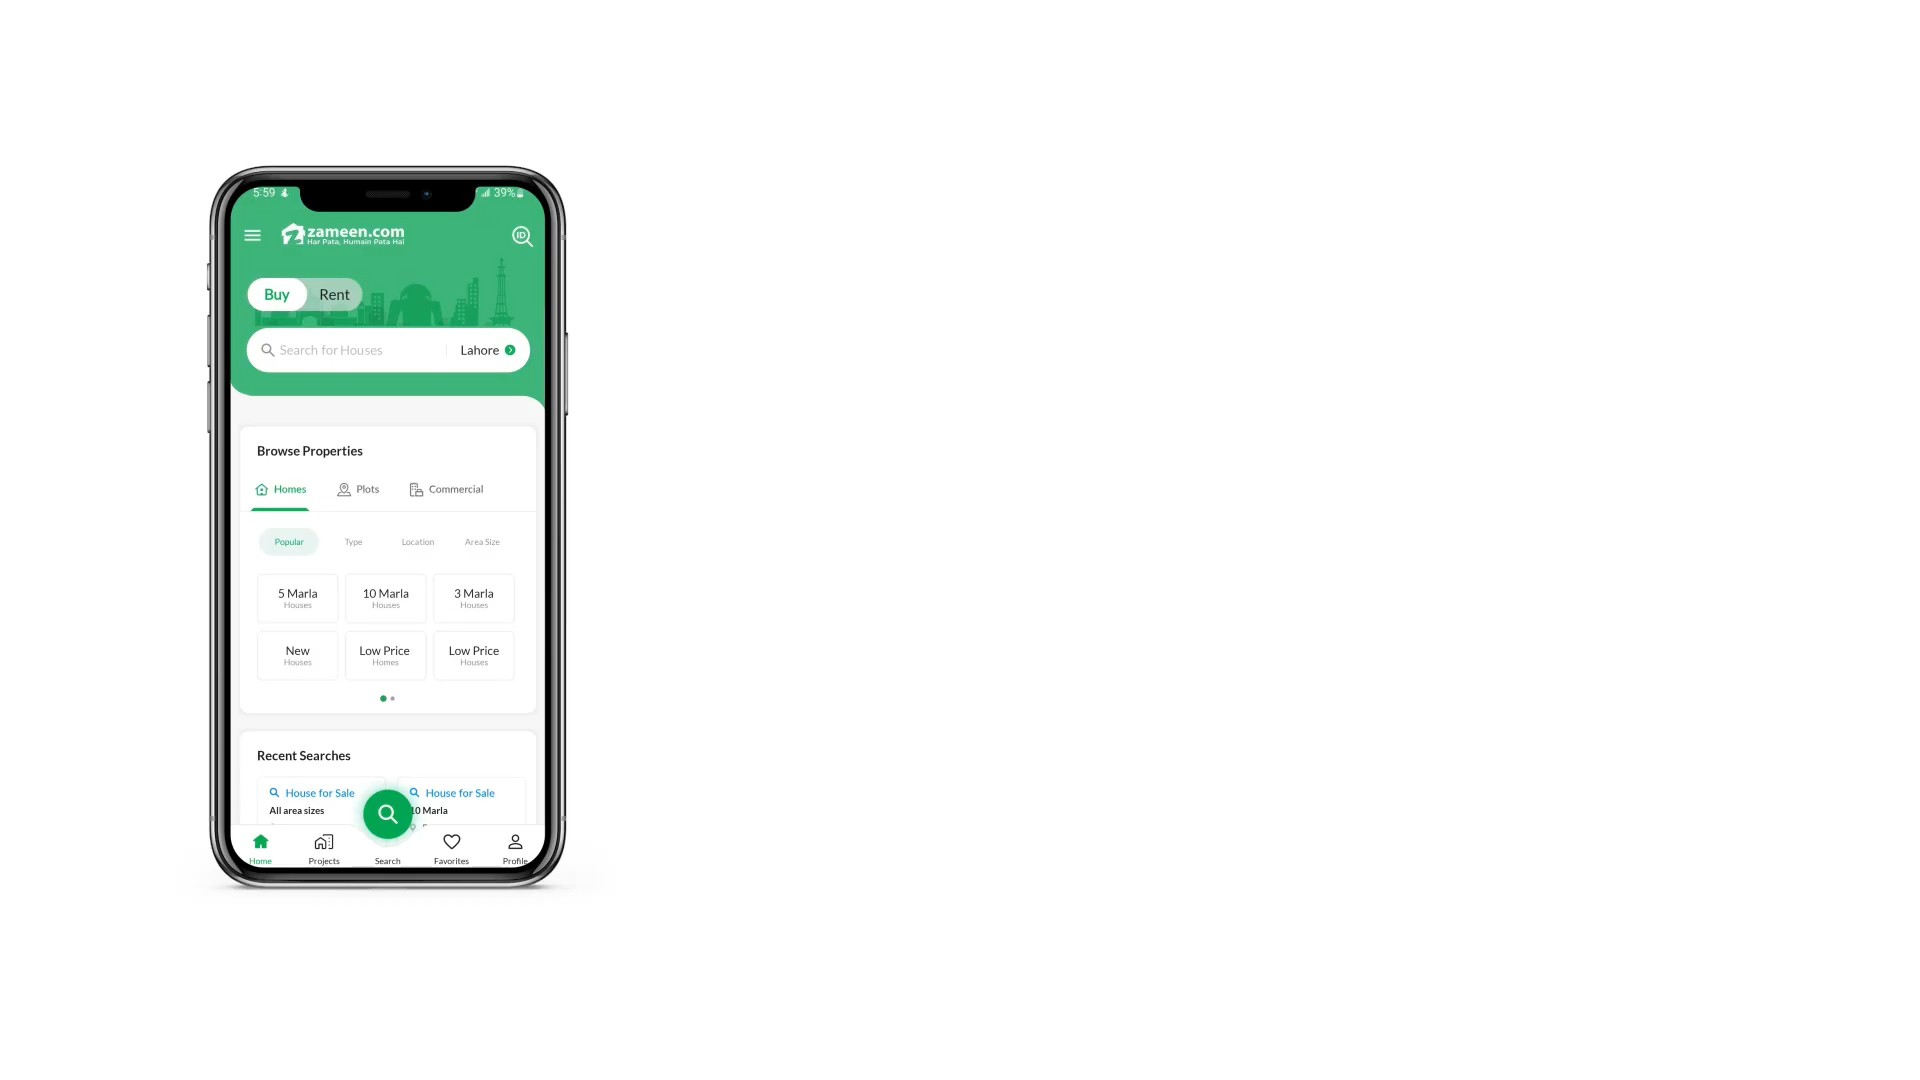 5:59
39%
zameen.com
Har Pata, Humain Pata Hai
ID
Buy Rent
Search for Houses Lahore
Browse Properties
Homes Plots Commercial
Popular Type Location Area Size
5 Marla 10 Marla 3 Marla
Houses Houses Houses
New Low Price Low Price
Houses Homes Houses
Recent Searches
House for Sale House for Sale
All area sizes 10 Marla
Home Projects Search Favorites Profile